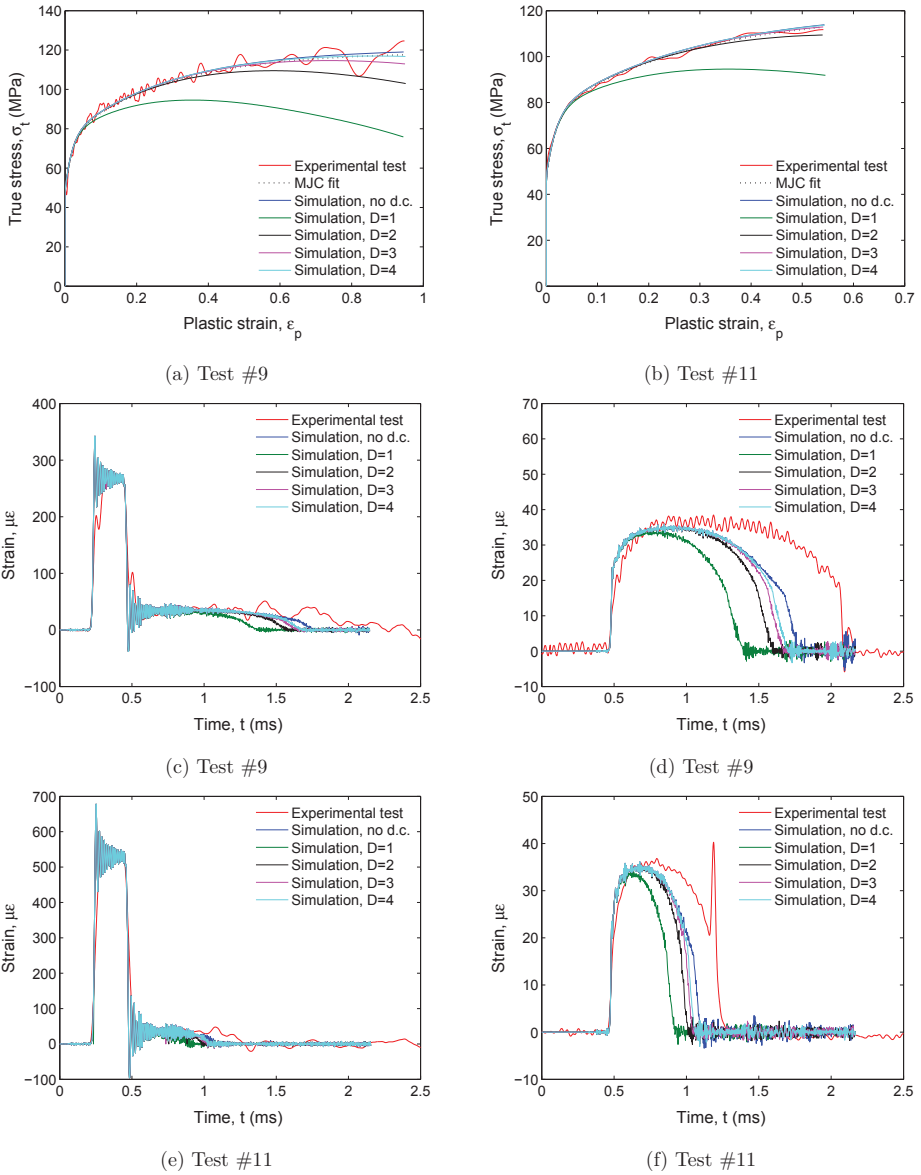 140
120
100
80
60
40
20
0
0
0.2
0.4
0.6
0.8
1
True stress, σt (MPa)
Plastic strain, εp
Experimental test
MJC fit
Simulation, no d.c.
Simulation, D=1
Simulation, D=2
Simulation, D=3
Simulation, D=4
(a) Test #9
120
100
80
60
40
20
0
0
0.1
0.2
0.3
0.4
0.5
0.6
0.7
True stress, σt (MPa)
Plastic strain, εp
Experimental test
MJC fit
Simulation, no d.c.
Simulation, D=1
Simulation, D=2
Simulation, D=3
Simulation, D=4
(b) Test #11
400
300
200
100
0
−100
0
0.5
1
1.5
2
2.5
Strain, με
Time, t (ms)
Experimental test
Simulation, no d.c.
Simulation, D=1
Simulation, D=2
Simulation, D=3
Simulation, D=4
(c) Test #9
70
60
50
40
30
20
10
0
−10
0
0.5
1
1.5
2
2.5
Strain, με
Time, t (ms)
Experimental test
Simulation, no d.c.
Simulation, D=1
Simulation, D=2
Simulation, D=3
Simulation, D=4
(d) Test #9
700
600
500
400
300
200
100
0
−100
0
0.5
1
1.5
2
2.5
Strain, με
Time, t (ms)
Experimental test
Simulation, no d.c.
Simulation, D=1
Simulation, D=2
Simulation, D=3
Simulation, D=4
(e) Test #11
50
40
30
20
10
0
−10
0
0.5
1
1.5
2
2.5
Strain, με
Time, t (ms)
Experimental test
Simulation, no d.c.
Simulation, D=1
Simulation, D=2
Simulation, D=3
Simulation, D=4
(f) Test #11